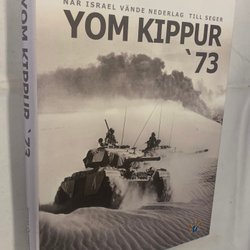 NÄR ISRAEL VÄNDE NEDERLAG TILL SEGER
YOM KIPPUR
`73
YOM KIPPUR `73